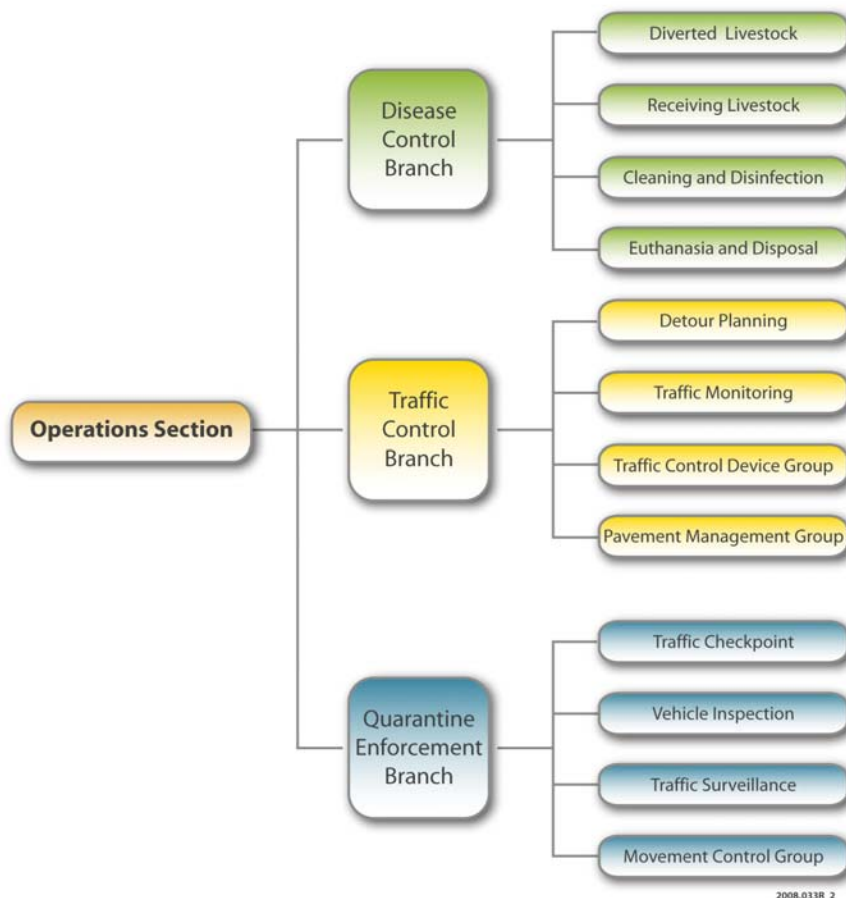 Operations Section
Disease
Control
Branch
Diverted Livestock
Receiving Livestock
Cleaning and Disinfection
Euthanasia and Disposal
Traffic
Control
Branch
Detour Planning
Traffic Monitoring
Traffic Control Device Group
Pavement Management Group
Quarantine
Enforcement
Branch
Traffic Checkpoint
Vehicle Inspection
Traffic Surveillance
Movement Control Group
2008.033R_2